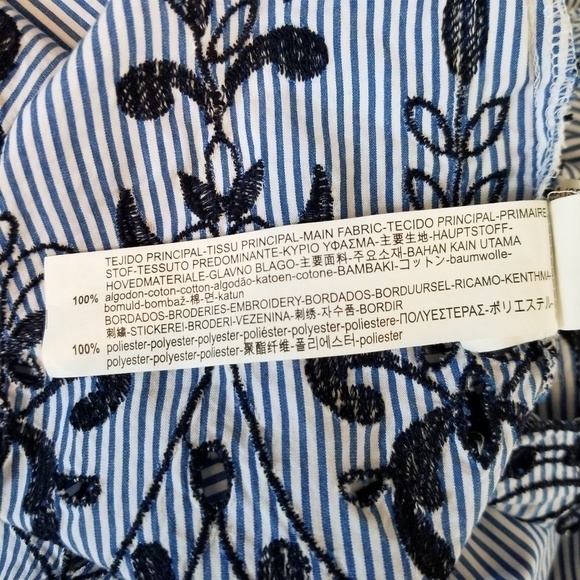 TEJIDO PRINCIPAL-TISSU PRINCIPAL-MAIN FABRIC-TECIDO PRINCIPAL-PRIMAIRE
STOF-TESSUTO PREDOMINANTE-ΚΥΡΙΟ ΥΦΑΣΜΑ-主要生地-HAUPTSTOFF-
HOVEDMATERIALE-GLAVNO BLAGO-主要面料-주요소재-BAHAN KAIN UTAMA
100% algodon-coton-cotton-algodão-katoen-cotone-ΒΑΜΒΑΚΙ-コットン-baumwolle-
bomuld-bombaž-棉-면-katun
BORDADOS-BRODERIES-EMBROIDERY-BORDADOS-BORDUURSEL-RICAMO-ΚΕΝΤΗΜΑ-
刺繍-STICKEREI-BRODERI-VEZENINA-刺绣-자수품-BORDIR
100% poliester-polyester-polyester-poliéster-polyester-poliestere-ΠΟΛΥΕΣΤΕΡΑΣ-ポリエステル-
polyester-polyester-poliester-聚酯纤维-폴리에스터-poliester